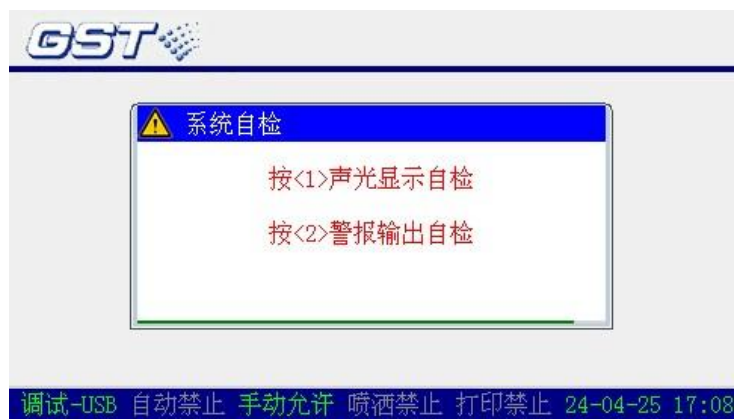 GST
系统自检
按<1>声光显示自检
按<2>警报输出自检
调试-USB 自动禁止 手动允许 喷洒禁止 打印禁止 24-04-25 17:08